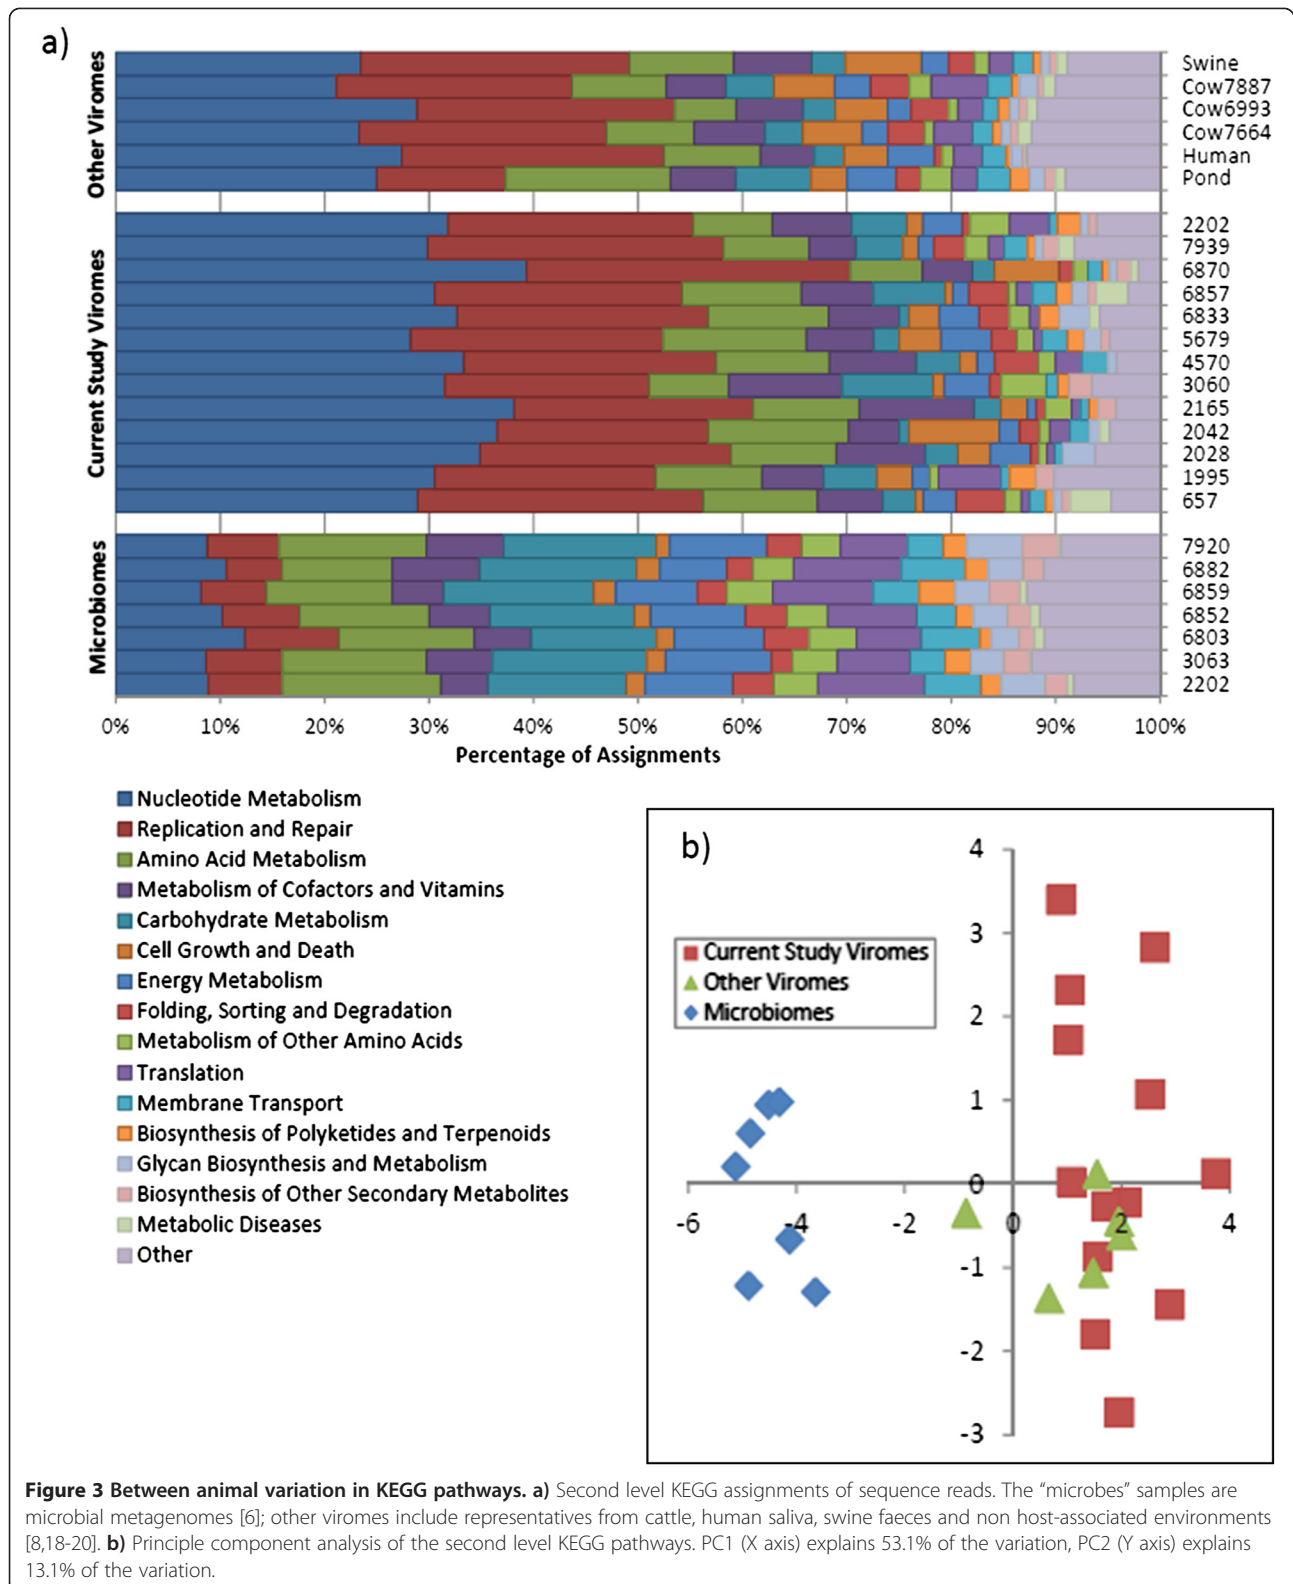 a)
Other Viromes
Swine
Cow7887
Cow6993
Cow7664
Human
Pond
Current Study Viromes
2202
7939
6870
6857
6833
5679
4570
3060
2165
2042
2028
1995
657
Microbiomes
7920
6882
6859
6852
6803
3063
2202
0% 10% 20% 30% 40% 50% 60% 70% 80% 90% 100%
Percentage of Assignments
Nucleotide Metabolism
Replication and Repair
Amino Acid Metabolism
Metabolism of Cofactors and Vitamins
Carbohydrate Metabolism
Cell Growth and Death
Energy Metabolism
Folding, Sorting and Degradation
Metabolism of Other Amino Acids
Translation
Membrane Transport
Biosynthesis of Polyketides and Terpenoids
Glycan Biosynthesis and Metabolism
Biosynthesis of Other Secondary Metabolites
Metabolic Diseases
Other
b)
Current Study Viromes
Other Viromes
Microbiomes
4
3
2
1
0
-1
-2
-3
-6 -4 -2 0 2 4
Figure 3 Between animal variation in KEGG pathways. a) Second level KEGG assignments of sequence reads. The “microbes” samples are
microbial metagenomes [6]; other viromes include representatives from cattle, human saliva, swine faeces and non host-associated environments
[8,18-20]. b) Principle component analysis of the second level KEGG pathways. PC1 (X axis) explains 53.1% of the variation, PC2 (Y axis) explains
13.1% of the variation.